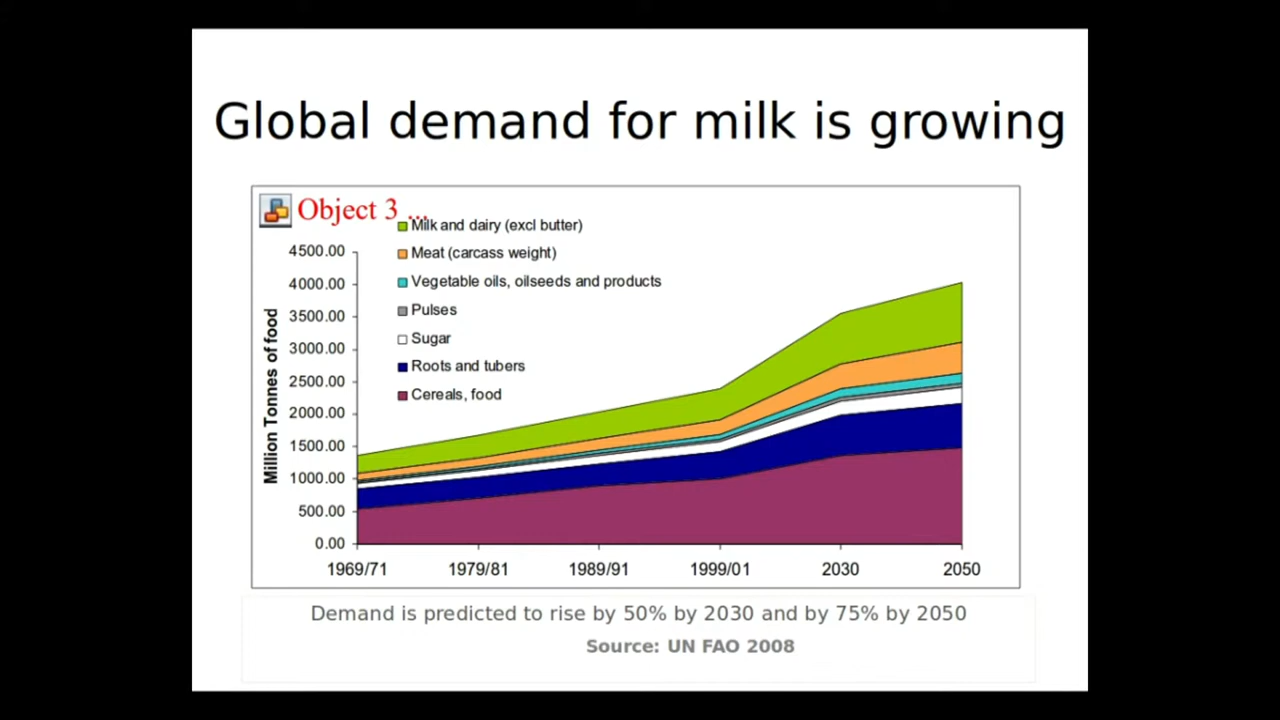 Global demand for milk is growing
Object 3 ...
Milk and dairy (excl butter)
Meat (carcass weight)
Vegetable oils, oilseeds and products
Pulses
Sugar
Roots and tubers
Cereals, food
Million Tonnes of food
4500.00
4000.00
3500.00
3000.00
2500.00
2000.00
1500.00
1000.00
500.00
0.00
1969/71 1979/81 1989/91 1999/01 2030 2050
Demand is predicted to rise by 50% by 2030 and by 75% by 2050
Source: UN FAO 2008